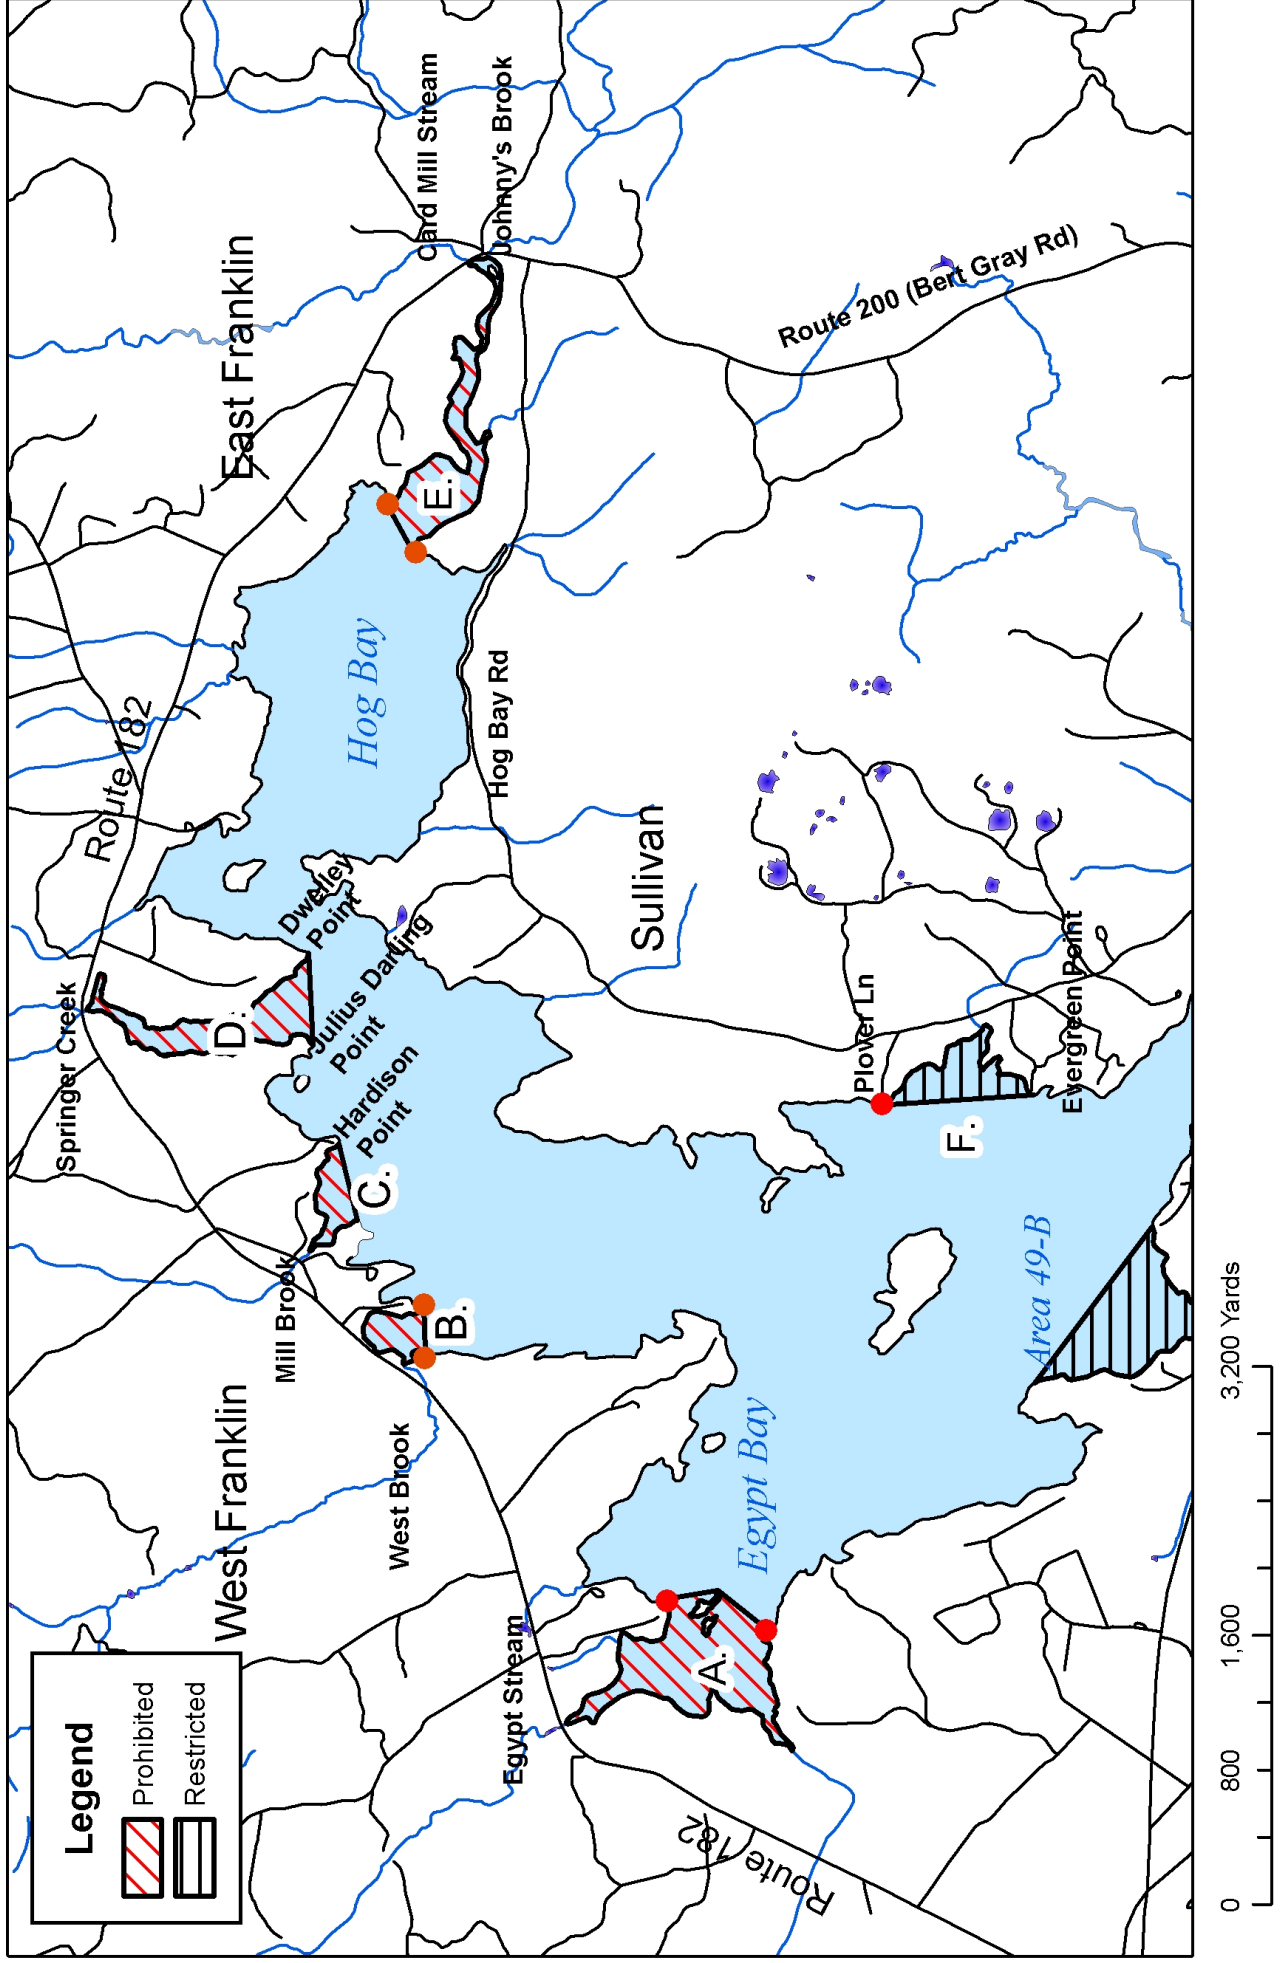 Legend
Prohibited
Restricted
West Franklin
East Franklin
Springer Creek
Route 182
Card Mill Stream
Johnny's Brook
Mill Brook
West Brook
Egypt Stream
Route 182
Hardison
Point
Julius Darling
Point
Dwelley
Point
Hog Bay
Hog Bay Rd
Sullivan
Route 200 (Bert Gray Rd)
Egypt Bay
Plover Ln
Evergreen Point
Area 49-B
A.
B.
C.
D.
E.
F.
0 800 1,600 3,200 Yards